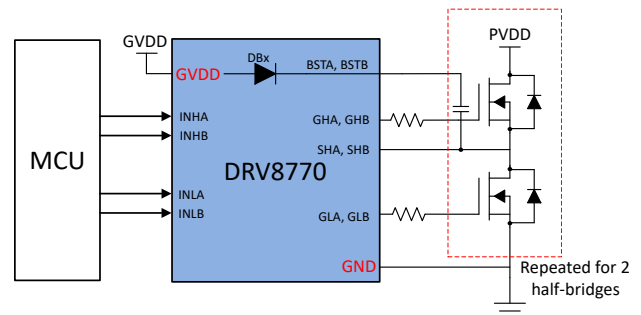 GVDD
PVDD
DBx
GVDD
BSTA, BSTB
INHA
INHB
GHA, GHB
SHA, SHB
MCU
DRV8770
INLA
INLB
GLA, GLB
GND
Repeated for 2
half-bridges